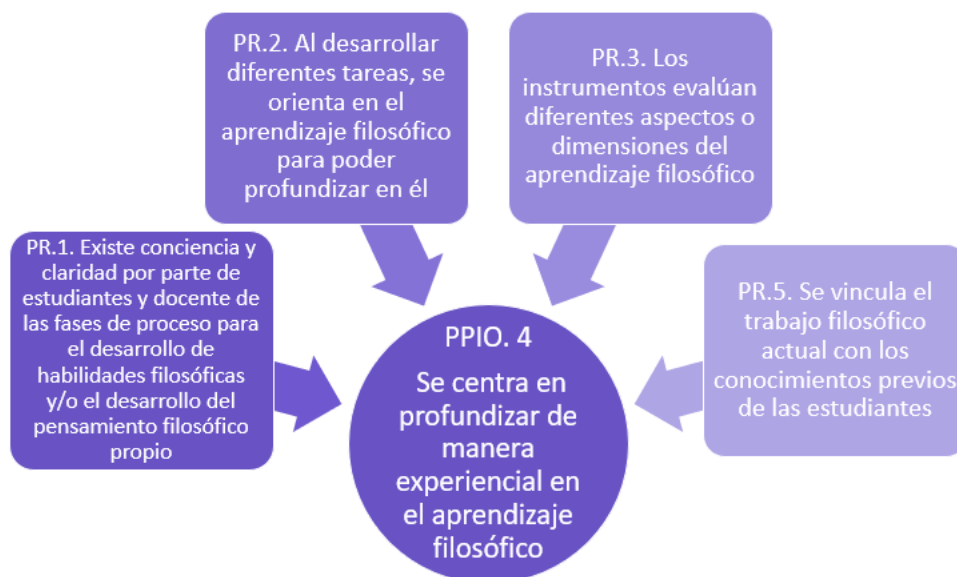 PR.1. Existe conciencia y
claridad por parte de
estudiantes y docente de
las fases de proceso para
el desarrollo de
habilidades filosóficas
y/o el desarrollo del
pensamiento filosófico
propio
PR.2. Al desarrollar
diferentes tareas, se
orienta en el
aprendizaje filosófico
para poder
profundizar en él
PR.3. Los
instrumentos evalúan
diferentes aspectos o
dimensiones del
aprendizaje filosófico
PR.5. Se vincula el
trabajo filosófico
actual con los
conocimientos previos
de las estudiantes
PPIO. 4
Se centra en
profundizar de
manera
experiencial en
el aprendizaje
filosófico